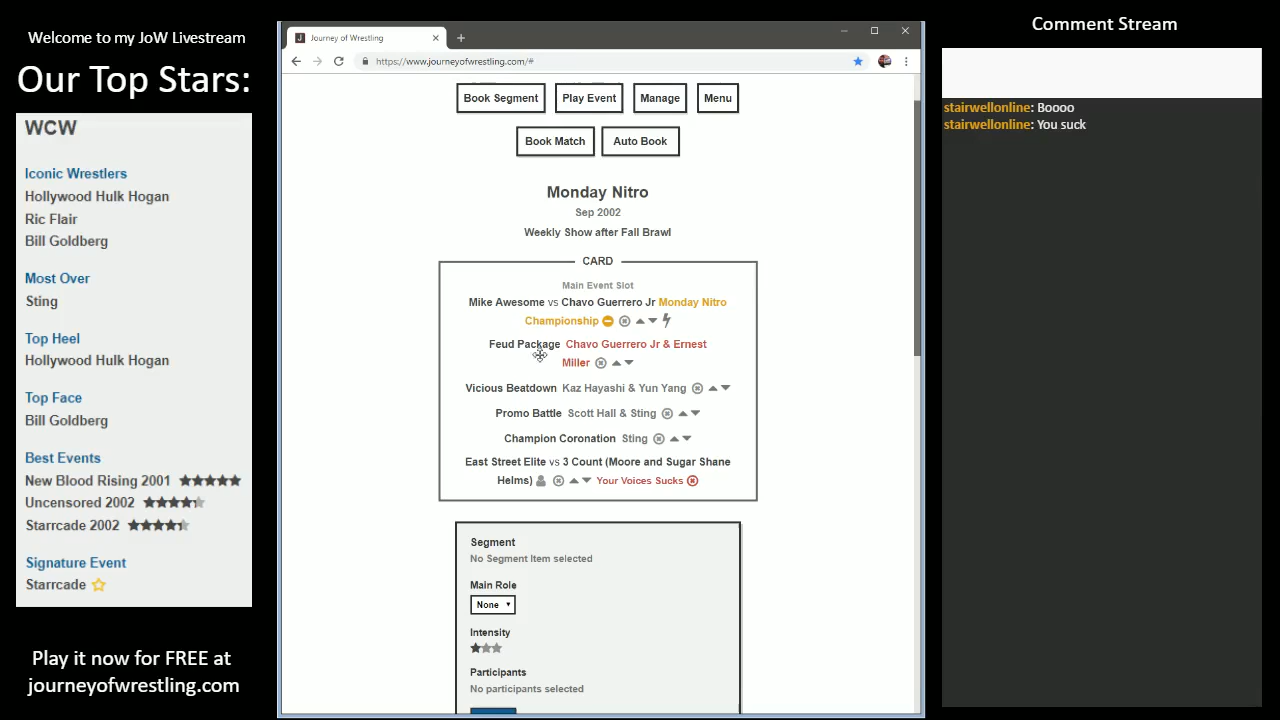 Welcome to my JoW Livestream
Our Top Stars:
WCW
Iconic Wrestlers
Hollywood Hulk Hogan
Ric Flair
Bill Goldberg
Most Over
Sting
Top Heel
Hollywood Hulk Hogan
Top Face
Bill Goldberg
Best Events
New Blood Rising 2001
Uncensored 2002
Starrcade 2002
Signature Event
Starrcade
Play it now for FREE at
journeyofwrestling.com
Journey of Wrestling
https://www.journeyofwrestling.com/#
Book Segment Play Event Manage Menu
Book Match Auto Book
Monday Nitro
Sep 2002
Weekly Show after Fall Brawl
CARD
Main Event Slot
Mike Awesome vs Chavo Guerrero Jr Monday Nitro
Championship
Feud Package Chavo Guerrero Jr & Ernest
Miller
Vicious Beatdown Kaz Hayashi & Yun Yang
Promo Battle Scott Hall & Sting
Champion Coronation Sting
East Street Elite vs 3 Count (Moore and Sugar Shane
Helms) Your Voices Sucks
Segment
No Segment Item selected
Main Role
None
Intensity
Participants
No participants selected
Comment Stream
stairwellonline: Boooo
stairwellonline: You suck